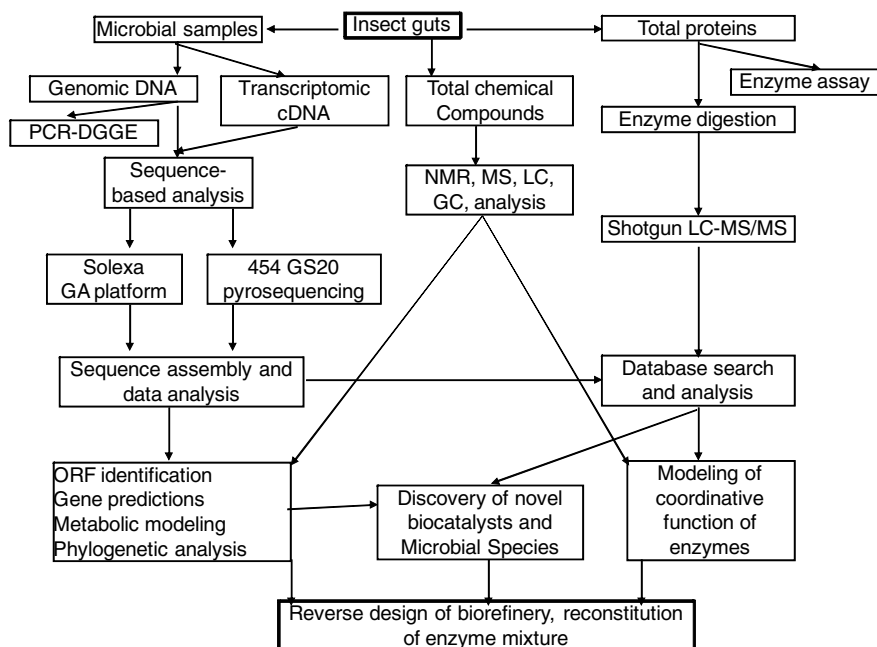 Microbial samples
Insect guts
Total proteins
Genomic DNA
Transcriptomic
cDNA
Total chemical
Compounds
Enzyme assay
PCR-DGGE
Enzyme digestion
Sequence-
based analysis
NMR, MS, LC,
GC, analysis
Shotgun LC-MS/MS
Solexa
GA platform
454 GS20
pyrosequencing
Sequence assembly and
data analysis
Database search
and analysis
ORF identification
Gene predictions
Metabolic modeling
Phylogenetic analysis
Discovery of novel
biocatalysts and
Microbial Species
Modeling of
coordinative
function of
enzymes
Reverse design of biorefinery, reconstitution
of enzyme mixture